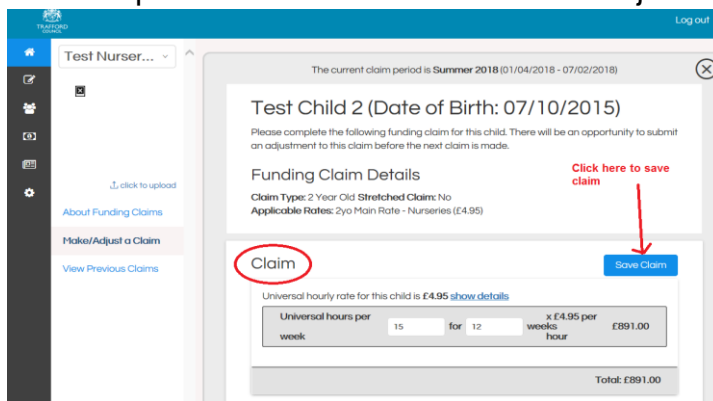 TRAFFORD
COUNCIL
Log out
Test Nurser...
click to upload
About Funding Claims
Make/Adjust a Claim
View Previous Claims
The current claim period is Summer 2018 (01/04/2018 - 07/02/2018)
Test Child 2 (Date of Birth: 07/10/2015)
Please complete the following funding claim for this child. There will be an opportunity to submit
an adjustment to this claim before the next claim is made.
Funding Claim Details
Click here to save
claim
Claim Type: 2 Year Old Stretched Claim: No
Applicable Rates: 2yo Main Rate - Nurseries (£4.95)
Claim
Save Claim
Universal hourly rate for this child is £4.95 show details
Universal hours per
week
15
for
12
weeks
x £4.95 per
hour
£891.00
Total: £891.00